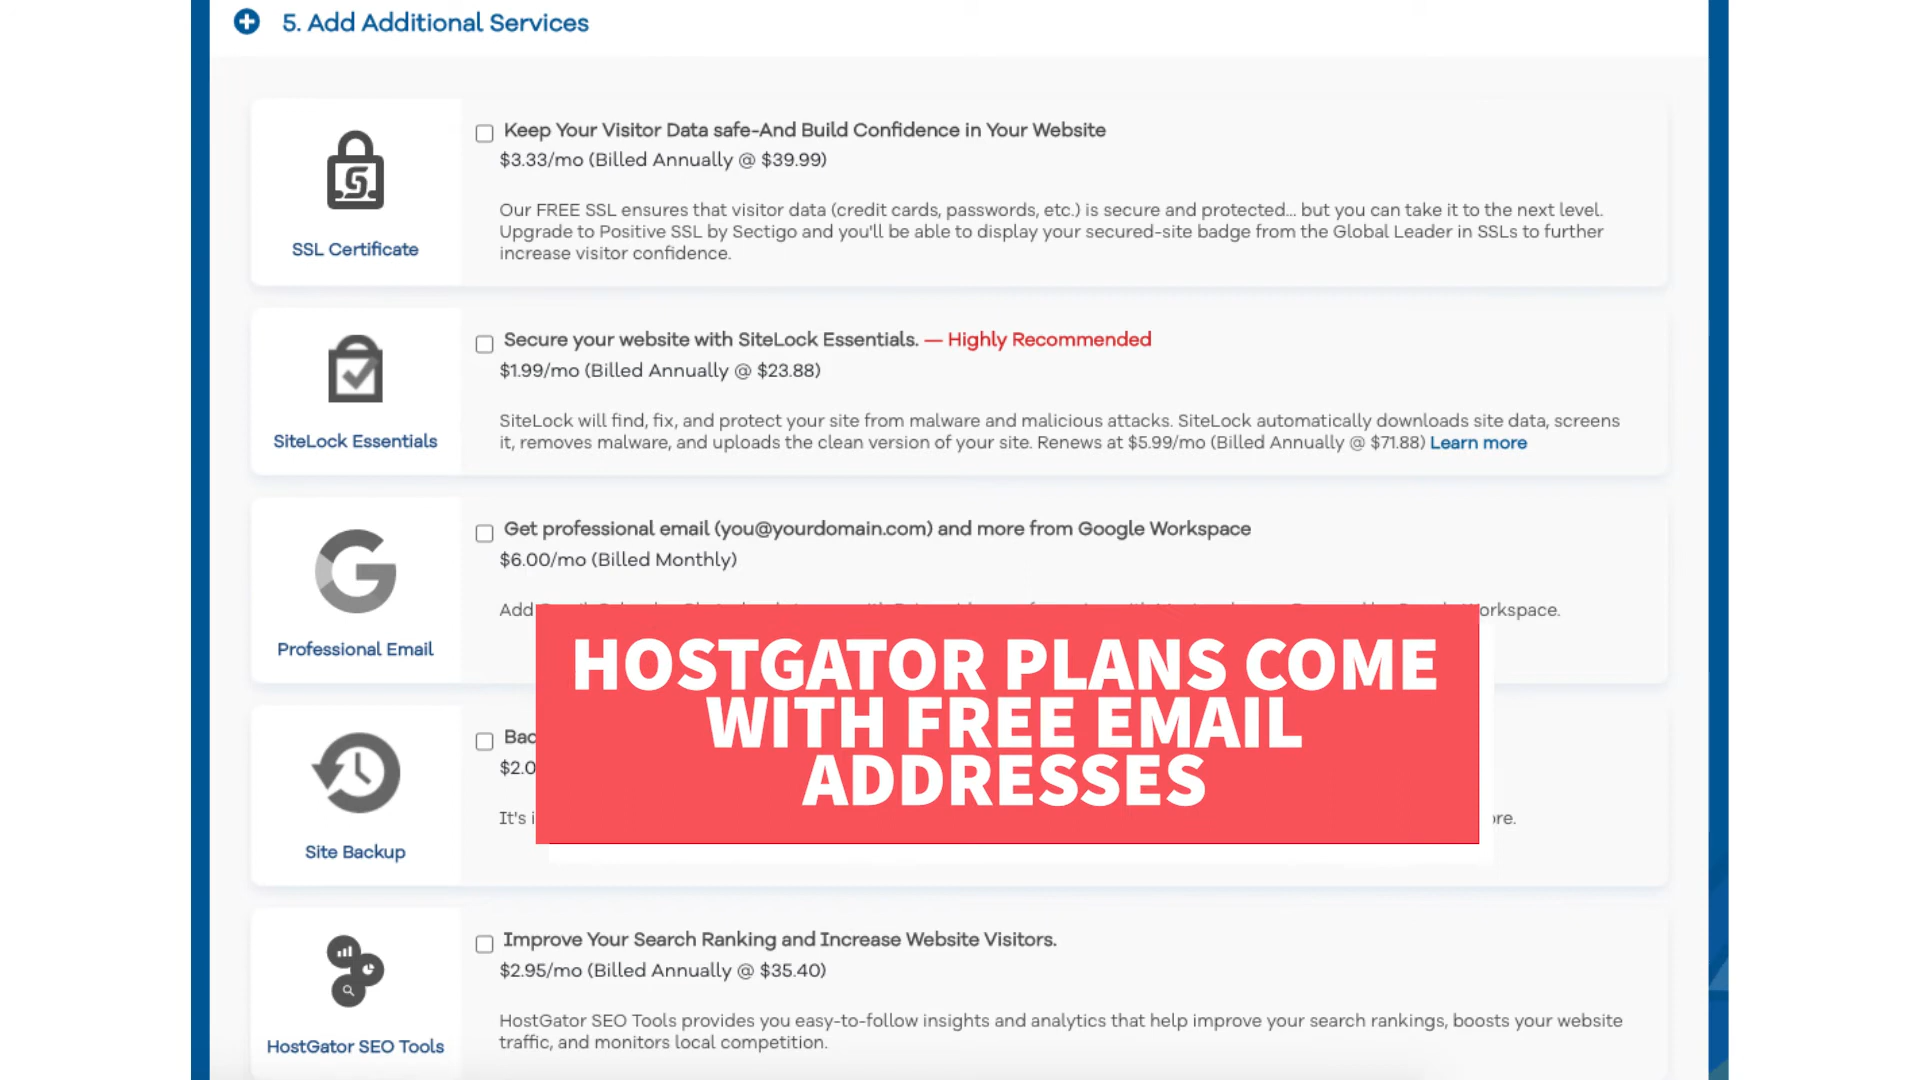 5. Add Additional Services
Keep Your Visitor Data safe-And Build Confidence in Your Website
$3.33/mo (Billed Annually @ $39.99)
Our FREE SSL ensures that visitor data (credit cards, passwords, etc.) is secure and protected... but you can take it to the next level.
Upgrade to Positive SSL by Sectigo and you'll be able to display your secured-site badge from the Global Leader in SSLs to further
increase visitor confidence.
SSL Certificate
Secure your website with SiteLock Essentials. — Highly Recommended
$1.99/mo (Billed Annually @ $23.88)
SiteLock will find, fix, and protect your site from malware and malicious attacks. SiteLock automatically downloads site data, screens
it, removes malware, and uploads the clean version of your site. Renews at $5.99/mo (Billed Annually @ $71.88) Learn more
SiteLock Essentials
Get professional email (you@yourdomain.com) and more from Google Workspace
$6.00/mo (Billed Monthly)
Add
Professional Email
HOSTGATOR PLANS COME
WITH FREE EMAIL
ADDRESSES
It's
Site Backup
Improve Your Search Ranking and Increase Website Visitors.
$2.95/mo (Billed Annually @ $35.40)
HostGator SEO Tools provides you easy-to-follow insights and analytics that help improve your search rankings, boosts your website
traffic, and monitors local competition.
HostGator SEO Tools